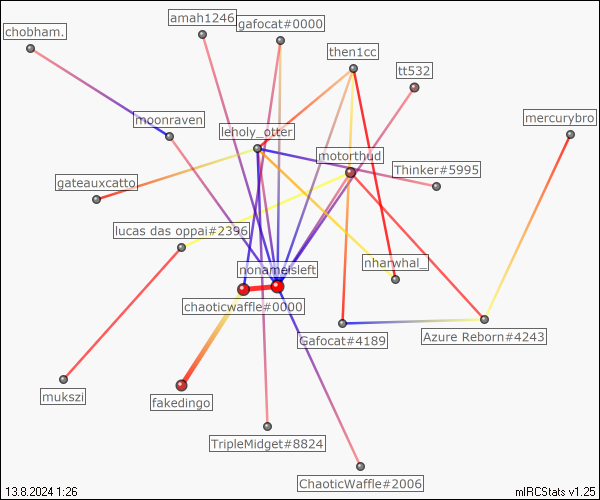 amah1246
gafocat#0000
chobham.
then1cc
tt532
moonraven
mercurybro
leholy_otter
motorthud
Thinker#5995
gateauxcatto
lucas das oppai#2396
nonameisleft
nharwhal_
chaoticwaffle#0000
Gafocat#4189
Azure Reborn#4243
mukszi
fakedingo
TripleMidget#8824
ChaoticWaffle#2006
13.8.2024 1:26
mIRCStats v1.25